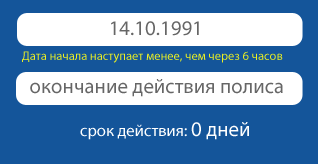 14.10.1991
Дата начала наступает менее, чем через 6 часов
окончание действия полиса
срок действия: 0 дней